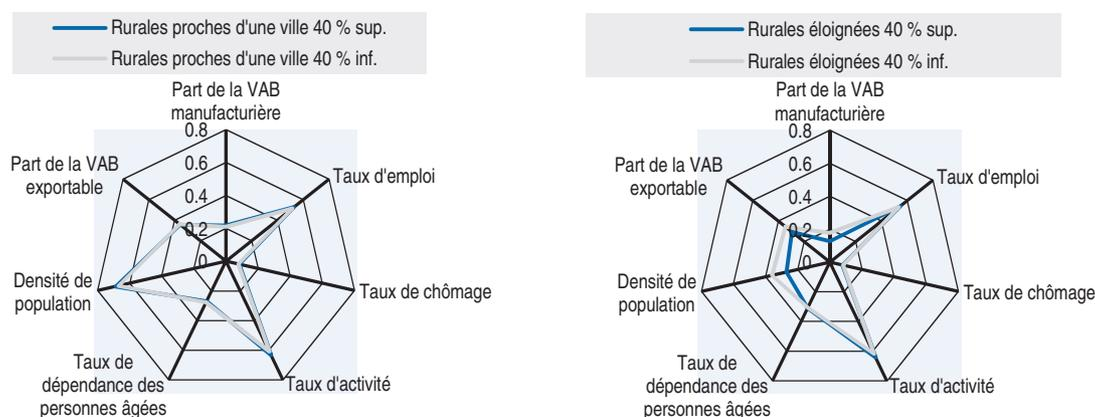 Rurales proches d'une ville 40 % sup.
Rurales proches d'une ville 40 % inf.
Part de la VAB
manufacturière
0.8
0.6
0.4
0.2
0
Taux d'emploi
Taux de chômage
Taux d'activité
Taux de
dépendance des
personnes âgées
Densité de
population
Part de la VAB
exportable
Rurales éloignées 40 % sup.
Rurales éloignées 40 % inf.
Part de la VAB
manufacturière
0.8
0.6
0.4
0.2
0
Taux d'emploi
Taux de chômage
Taux d'activité
Taux de
dépendance des
personnes âgées
Densité de
population
Part de la VAB
exportable